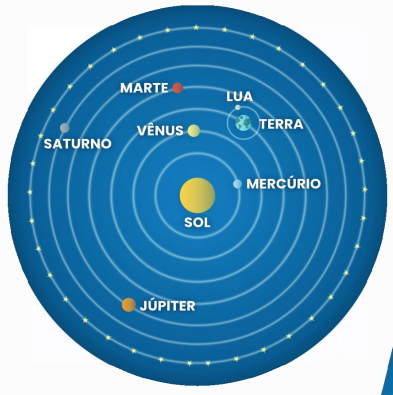 MARTE
LUA
VÊNUS
TERRA
SATURNO
MERCÚRIO
SOL
JÚPITER